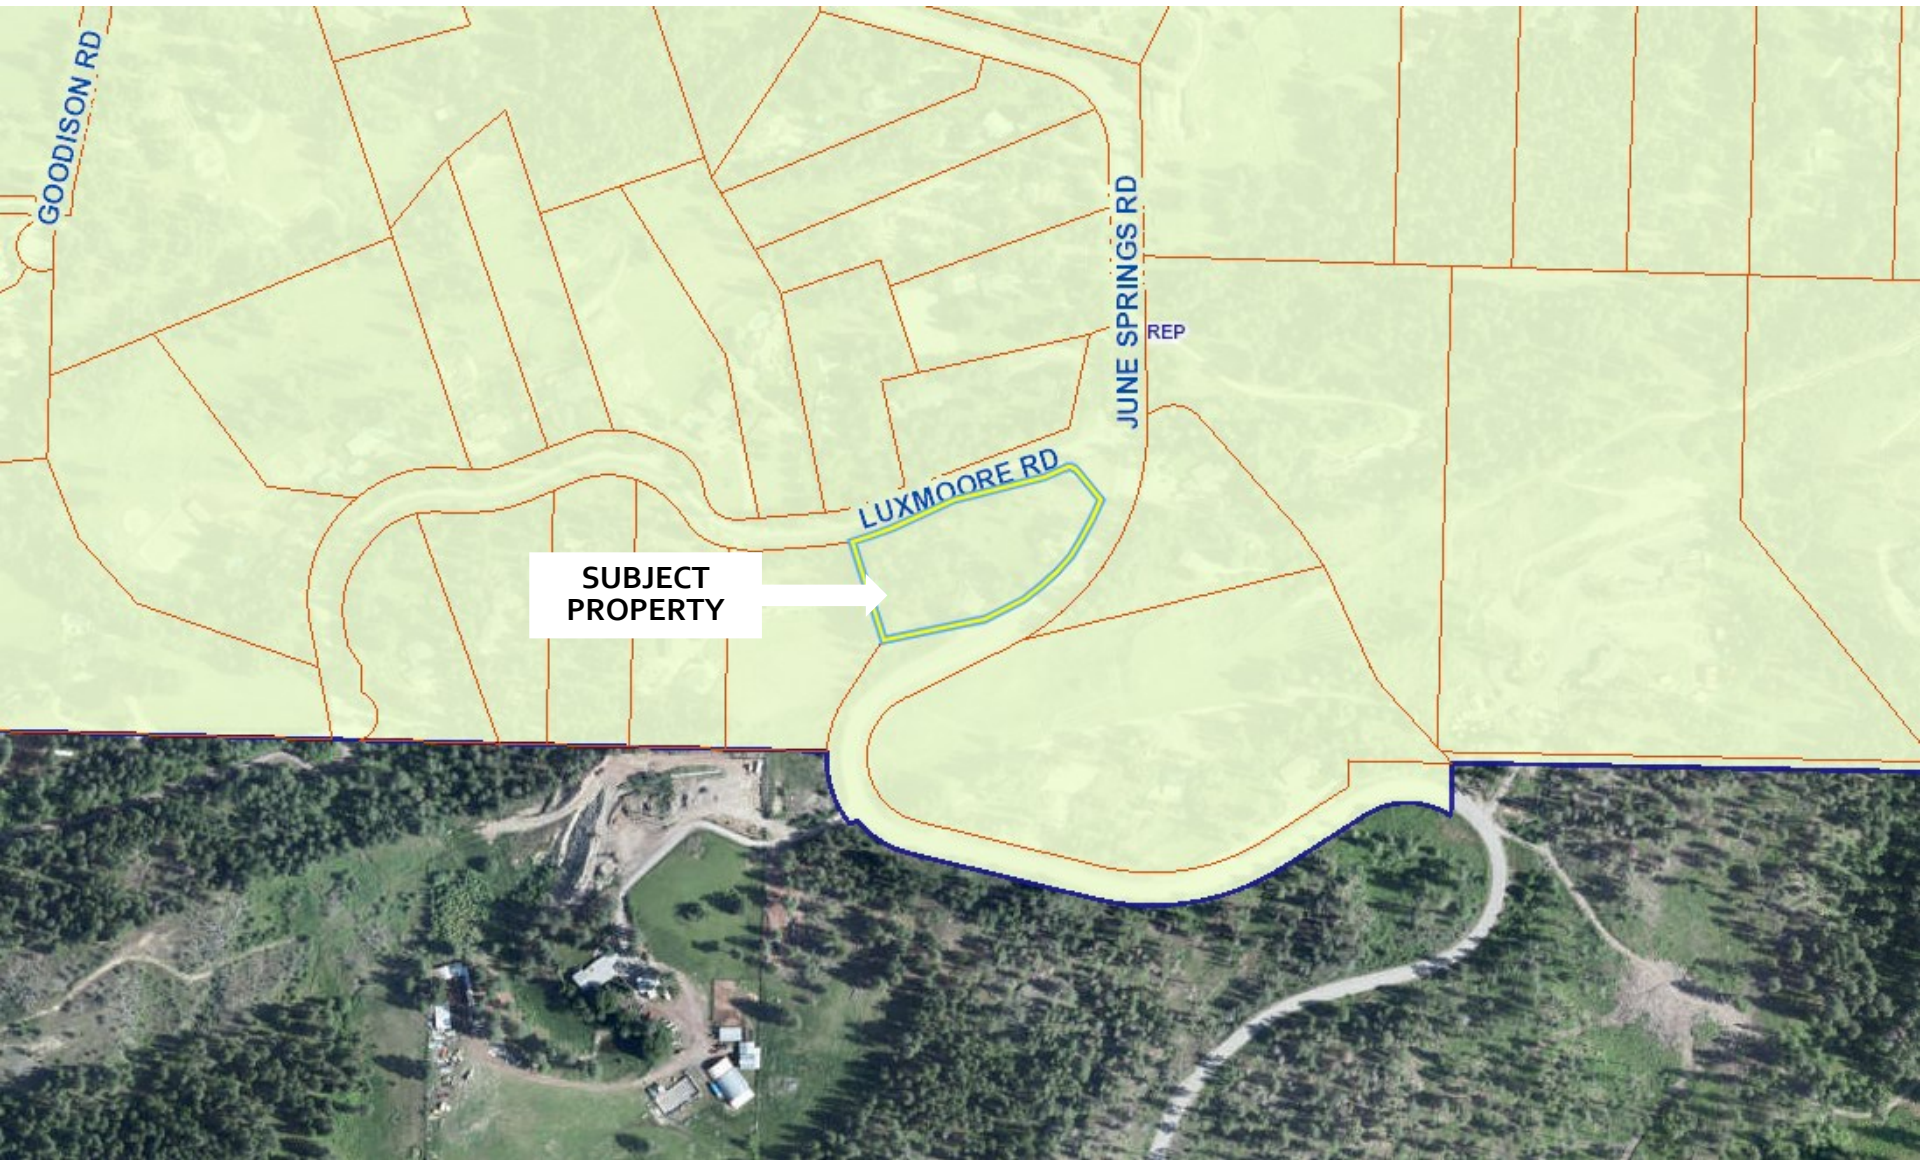 GOODISON RD
JUNE SPRINGS RD
REP
LUXMOORE RD
SUBJECT
PROPERTY